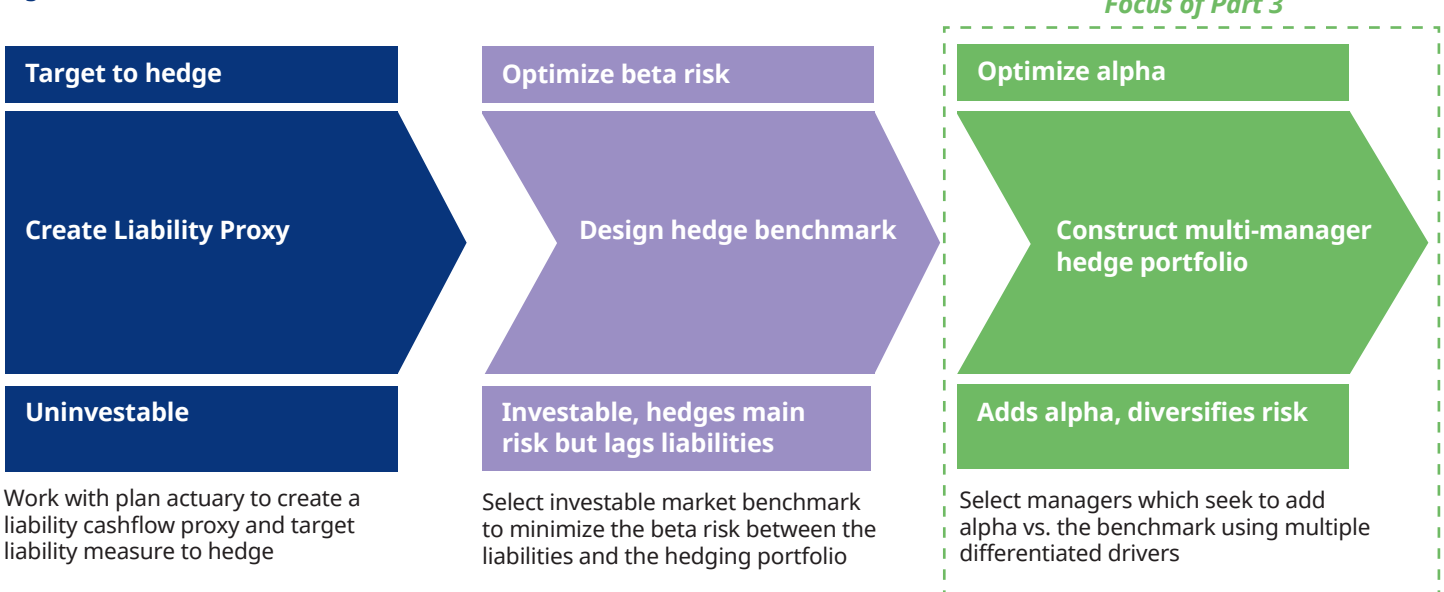 Focus of Part 3
Target to hedge
Create Liability Proxy
Uninvestable
Work with plan actuary to create a
liability cashflow proxy and target
liability measure to hedge
Optimize beta risk
Design hedge benchmark
Investable, hedges main
risk but lags liabilities
Select investable market benchmark
to minimize the beta risk between the
liabilities and the hedging portfolio
Optimize alpha
Construct multi-manager
hedge portfolio
Adds alpha, diversifies risk
Select managers which seek to add
alpha vs. the benchmark using multiple
differentiated drivers